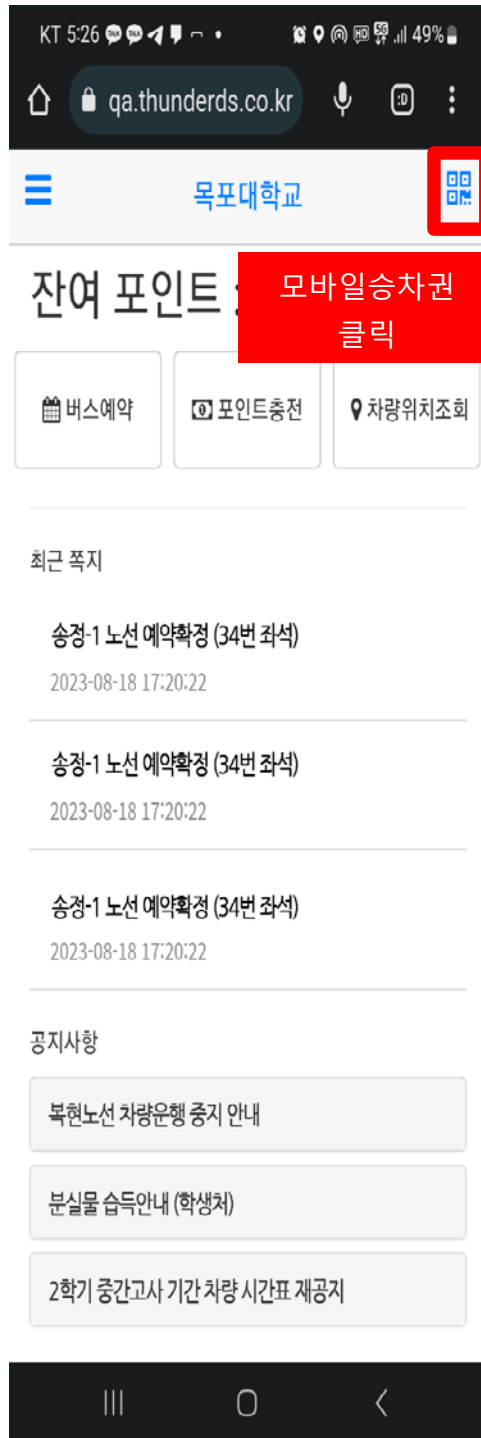 KT 5:26 49%
qa.thunderds.co.kr
목포대학교
잔여 포인트 :
모바일승차권
클릭
버스예약 포인트충전 차량위치조회
최근 쪽지
송정-1 노선 예약확정 (34번 좌석)
2023-08-18 17:20:22
송정-1 노선 예약확정 (34번 좌석)
2023-08-18 17:20:22
송정-1 노선 예약확정 (34번 좌석)
2023-08-18 17:20:22
공지사항
복현노선 차량운행 중지 안내
분실물 습득안내 (학생처)
2학기 중간고사 기간 차량 시간표 재공지